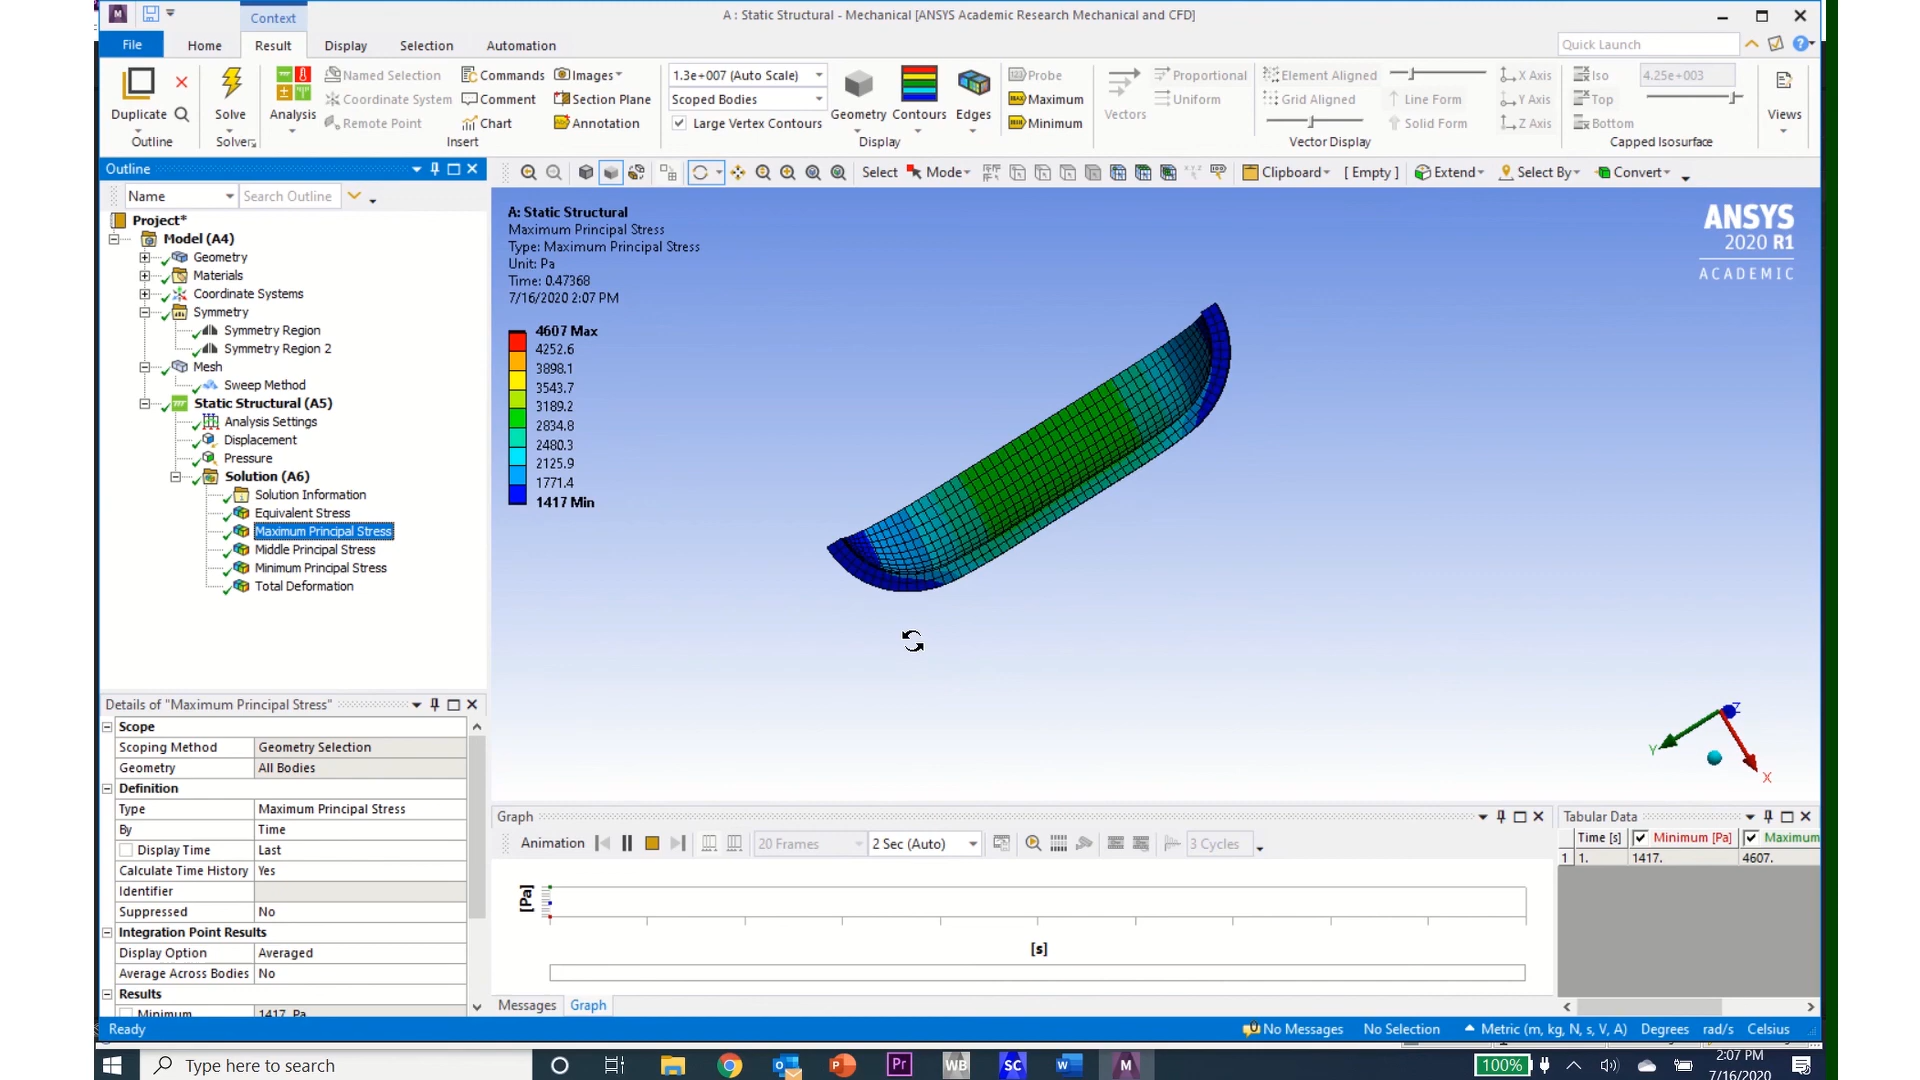 Context
A : Static Structural - Mechanical [ANSYS Academic Research Mechanical and CFD]
File Home Result Display Selection Automation
Quick Launch
Duplicate
Outline
Solve
Solver
Analysis
Named Selection
Coordinate System
Remote Point
Commands
Comment
Chart
Images
Section Plane
Annotation
Insert
1.3e+007 (Auto Scale)
Scoped Bodies
Large Vertex Contours
Geometry
Contours
Edges
Display
Probe
Maximum
Minimum
Vectors
Proportional
Uniform
Element Aligned
Grid Aligned
Line Form
Solid Form
X Axis
Y Axis
Z Axis
Vector Display
Iso
Top
Bottom
4.25e+003
Capped Isosurface
Views
Outline
Name
Search Outline
Select Mode Clipboard [ Empty ] Extend Select By Convert
Project*
Model (A4)
Geometry
Materials
Coordinate Systems
Symmetry
Symmetry Region
Symmetry Region 2
Mesh
Sweep Method
Static Structural (A5)
Analysis Settings
Displacement
Pressure
Solution (A6)
Solution Information
Equivalent Stress
Maximum Principal Stress
Middle Principal Stress
Minimum Principal Stress
Total Deformation
A: Static Structural
Maximum Principal Stress
Type: Maximum Principal Stress
Unit: Pa
Time: 0.47368
7/16/2020 2:07 PM
4607 Max
4252.6
3898.1
3543.7
3189.2
2834.8
2480.3
2125.9
1771.4
1417 Min
ANSYS
2020 R1
ACADEMIC
Z
Y
X
Details of "Maximum Principal Stress"
Scope
Scoping Method Geometry Selection
Geometry All Bodies
Definition
Type Maximum Principal Stress
By Time
Display Time Last
Calculate Time History Yes
Identifier
Suppressed No
Integration Point Results
Display Option Averaged
Average Across Bodies No
Results
Minimum 1417. Pa
Graph
Animation 20 Frames 2 Sec (Auto) 3 Cycles
[Pa]
[s]
Messages Graph
Tabular Data
Time [s] Minimum [Pa] Maximum
1 1. 1417. 4607.
Ready
No Messages No Selection Metric (m, kg, N, s, V, A) Degrees rad/s Celsius
Type here to search
Pr
WB
SC
M
100%
2:07 PM
7/16/2020